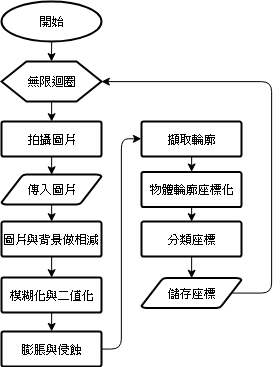 開始
無限迴圈
拍攝圖片
傳入圖片
圖片與背景做相減
模糊化與二值化
膨脹與侵蝕
擷取輪廓
物體輪廓座標化
分類座標
儲存座標